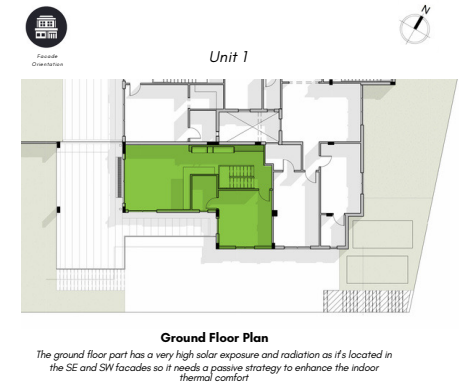 N
Facade
Orientation
Unit 1
Ground Floor Plan
The ground floor part has a very high solar exposure and radiation as if's located in
the SE and SW facades so it needs a passive strategy to enhance the indoor
thermal comfort